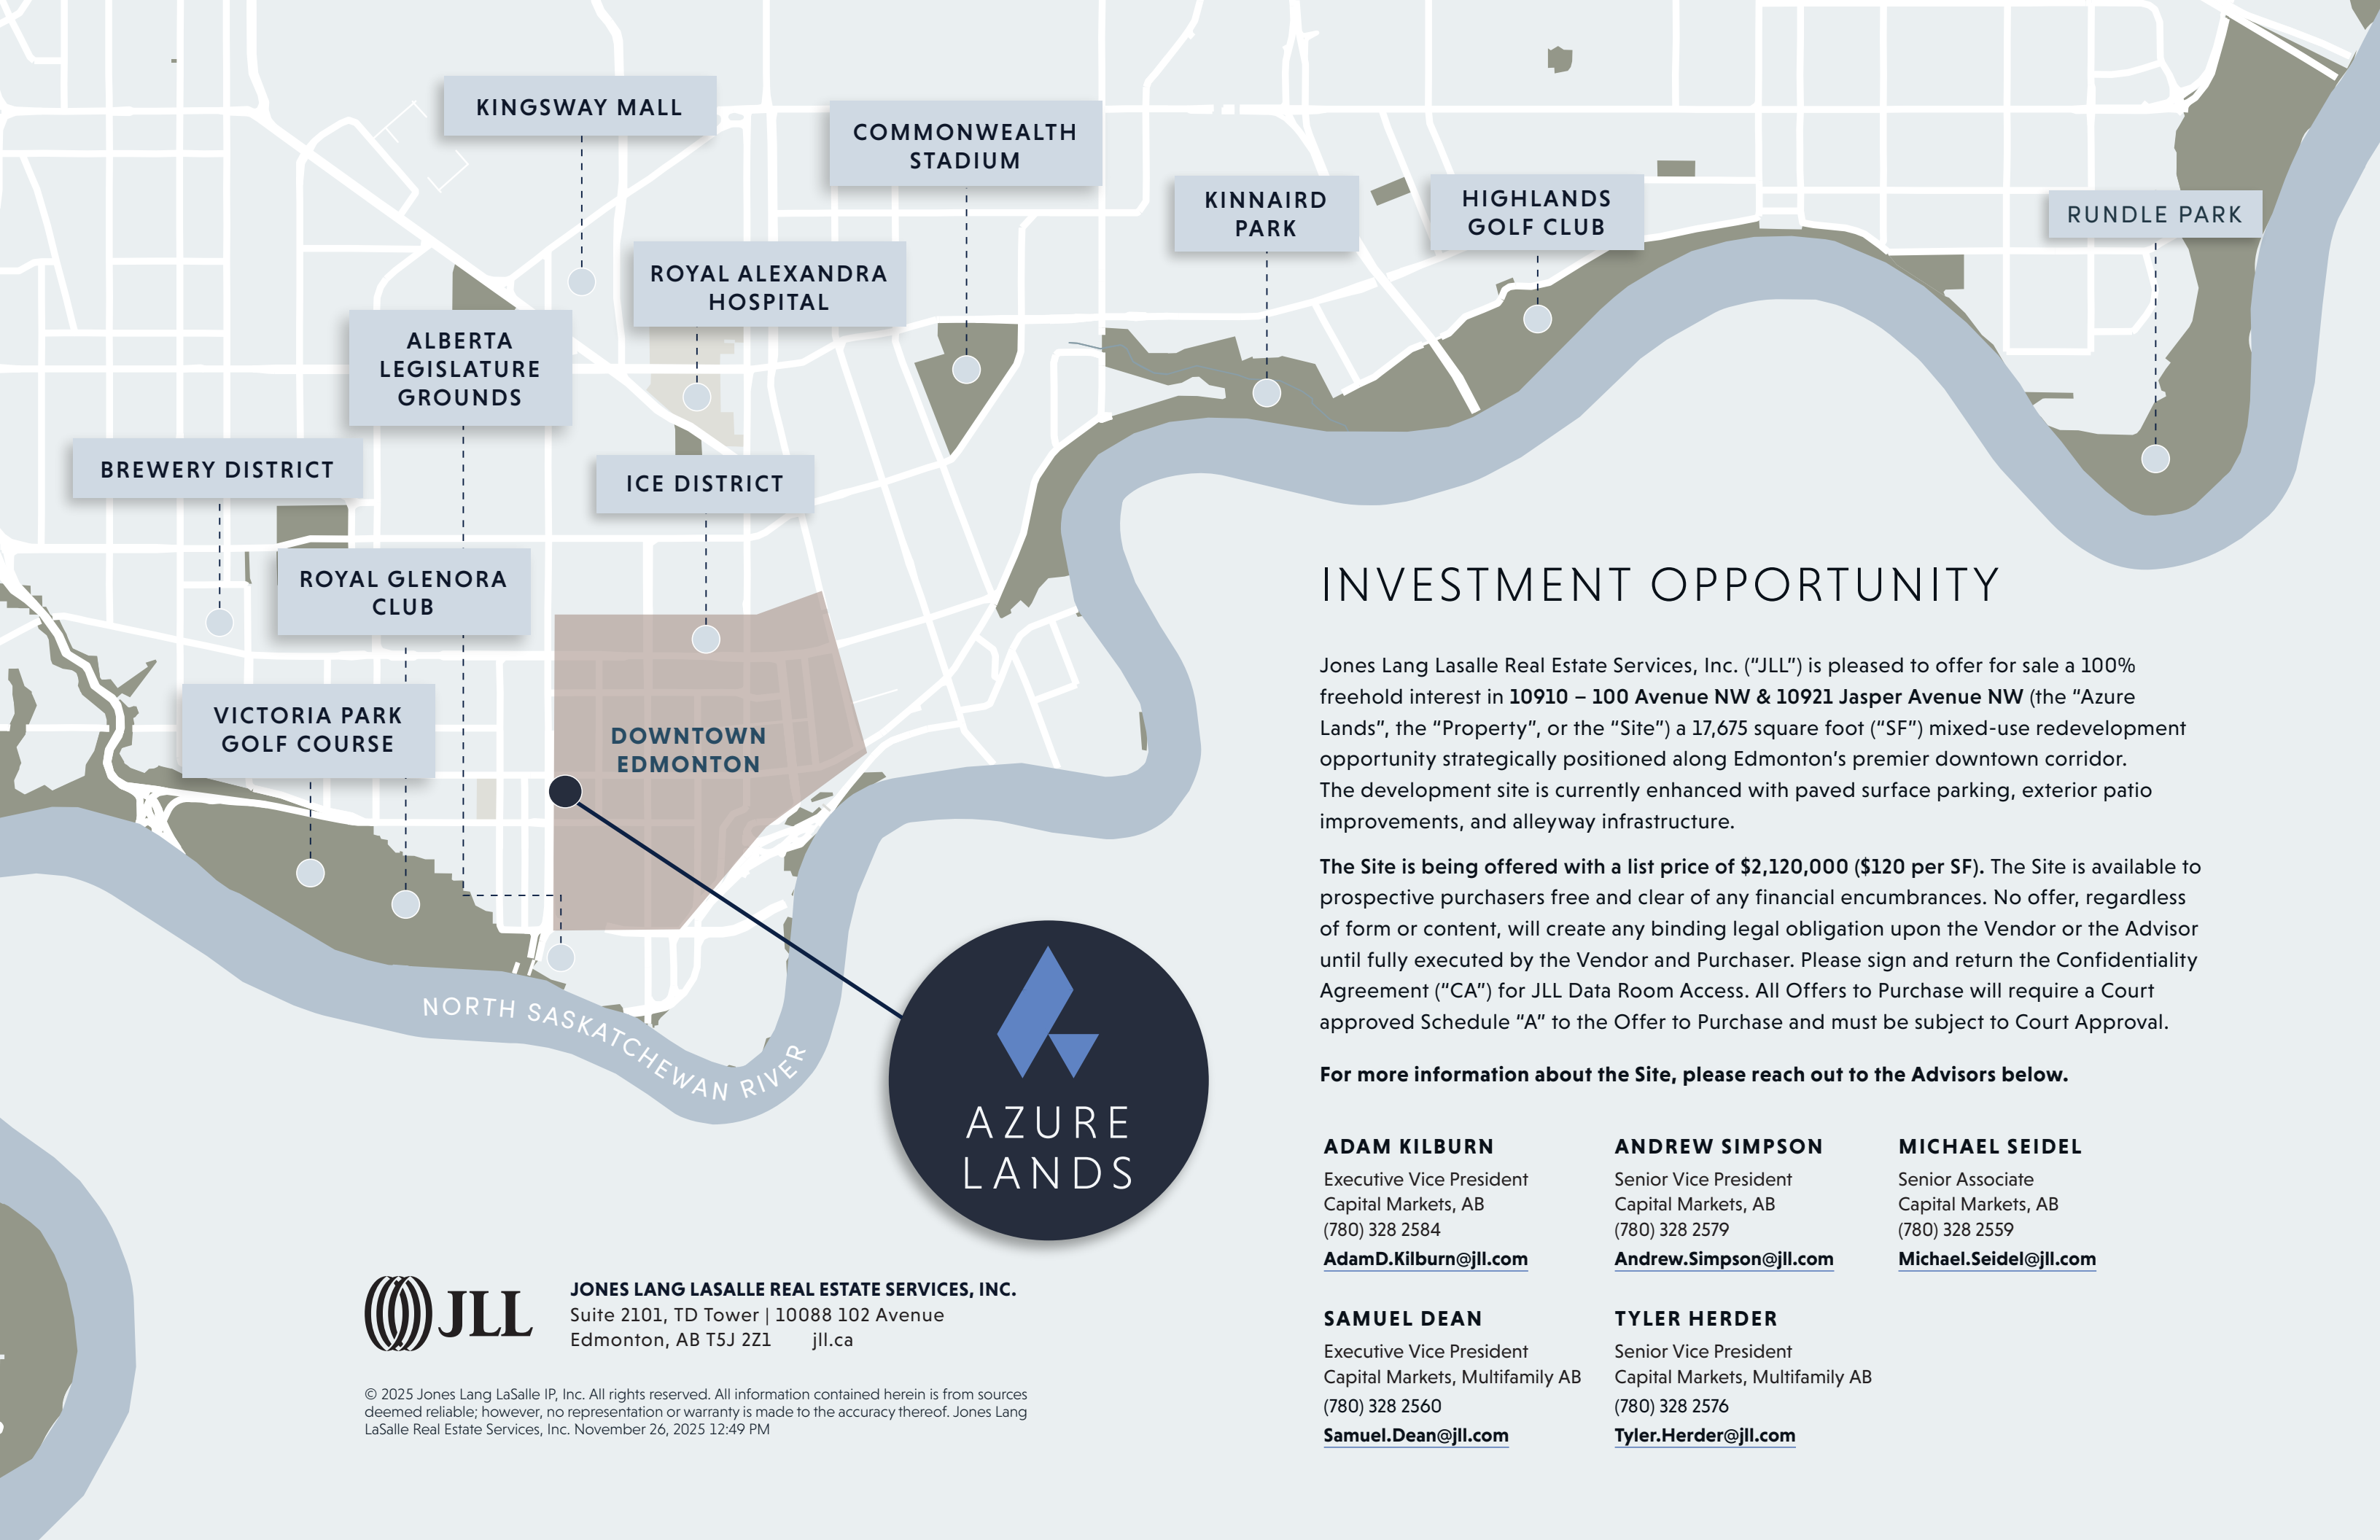 KINGSWAY MALL
COMMONWEALTH
STADIUM
KINNAIRD
PARK
HIGHLANDS
GOLF CLUB
RUNDLE PARK
ROYAL ALEXANDRA
HOSPITAL
ALBERTA
LEGISLATURE
GROUNDS
BREWERY DISTRICT
ICE DISTRICT
ROYAL GLENORA
CLUB
VICTORIA PARK
GOLF COURSE
DOWNTOWN
EDMONTON
NORTH SASKATCHEWAN RIVER
AZURE
LANDS
INVESTMENT OPPORTUNITY
Jones Lang Lasalle Real Estate Services, Inc. (“JLL”) is pleased to offer for sale a 100%
freehold interest in 10910 – 100 Avenue NW & 10921 Jasper Avenue NW (the “Azure
Lands”, the “Property”, or the “Site”) a 17,675 square foot (“SF”) mixed-use redevelopment
opportunity strategically positioned along Edmonton’s premier downtown corridor.
The development site is currently enhanced with paved surface parking, exterior patio
improvements, and alleyway infrastructure.
The Site is being offered with a list price of $2,120,000 ($120 per SF). The Site is available to
prospective purchasers free and clear of any financial encumbrances. No offer, regardless
of form or content, will create any binding legal obligation upon the Vendor or the Advisor
until fully executed by the Vendor and Purchaser. Please sign and return the Confidentiality
Agreement (“CA”) for JLL Data Room Access. All Offers to Purchase will require a Court
approved Schedule “A” to the Offer to Purchase and must be subject to Court Approval.
For more information about the Site, please reach out to the Advisors below.
ADAM KILBURN
Executive Vice President
Capital Markets, AB
(780) 328 2584
AdamD.Kilburn@jll.com
ANDREW SIMPSON
Senior Vice President
Capital Markets, AB
(780) 328 2579
Andrew.Simpson@jll.com
MICHAEL SEIDEL
Senior Associate
Capital Markets, AB
(780) 328 2559
Michael.Seidel@jll.com
SAMUEL DEAN
Executive Vice President
Capital Markets, Multifamily AB
(780) 328 2560
Samuel.Dean@jll.com
TYLER HERDER
Senior Vice President
Capital Markets, Multifamily AB
(780) 328 2576
Tyler.Herder@jll.com
JLL
JONES LANG LASALLE REAL ESTATE SERVICES, INC.
Suite 2101, TD Tower | 10088 102 Avenue
Edmonton, AB T5J 2Z1 jll.ca
© 2025 Jones Lang LaSalle IP, Inc. All rights reserved. All information contained herein is from sources
deemed reliable; however, no representation or warranty is made to the accuracy thereof. Jones Lang
LaSalle Real Estate Services, Inc. November 26, 2025 12:49 PM